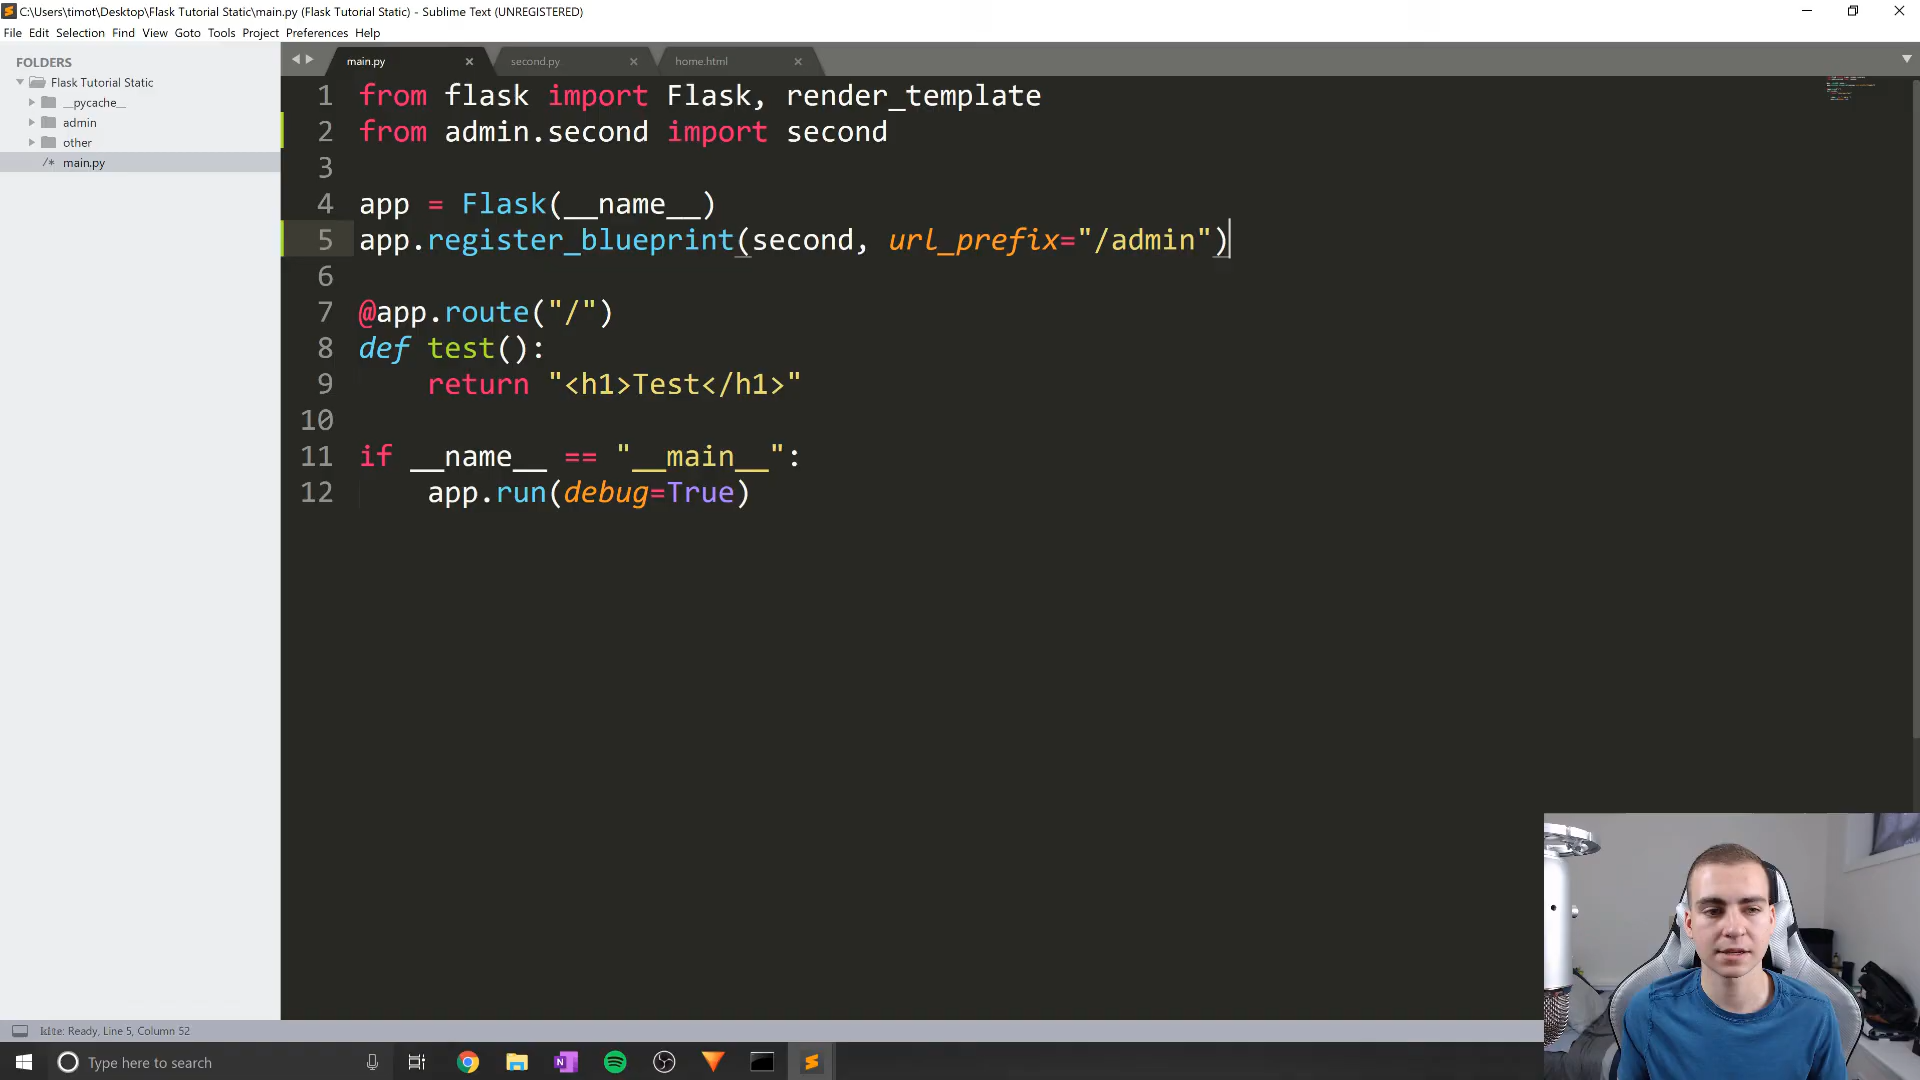 C:\Users\timot\Desktop\Flask Tutorial Static\main.py (Flask Tutorial Static) - Sublime Text (UNREGISTERED)
File Edit Selection Find View Goto Tools Project Preferences Help
FOLDERS
Flask Tutorial Static
__pycache__
admin
other
/* main.py
main.py
second.py
home.html
1 from flask import Flask, render_template
2 from admin.second import second
3
4 app = Flask(__name__)
5 app.register_blueprint(second, url_prefix="/admin")
6
7 @app.route("/")
8 def test():
9 return "<h1>Test</h1>"
10
11 if __name__ == "__main__":
12 app.run(debug=True)
kite: Ready, Line 5, Column 52
Type here to search